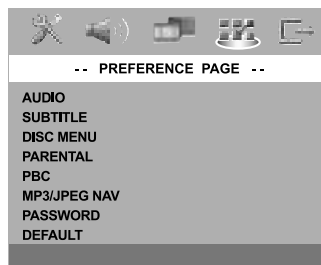 -- PREFERENCE PAGE --
AUDIO
SUBTITLE
DISC MENU
PARENTAL
PBC
MP3/JPEG NAV
PASSWORD
DEFAULT